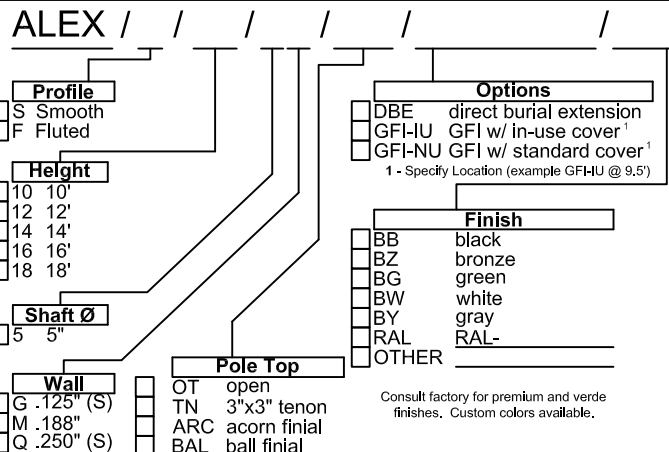 ALEX / / / / / /
Profile
S Smooth
F Fluted
Height
10 10'
12 12'
14 14'
16 16'
18 18'
Shaft Ø
5 5"
Wall
G .125" (S)
M .188"
Q .250" (S)
Pole Top
OT open
TN 3"x3" tenon
ARC acorn finial
BAL ball finial
Options
DBE direct burial extension
GFI-IU GFI w/ in-use cover¹
GFI-NU GFI w/ standard cover¹
1 - Specify Location (example GFI-IU @ 9.5')
Finish
BB black
BZ bronze
BG green
BW white
BY gray
RAL RAL-
OTHER
Consult factory for premium and verde
finishes. Custom colors available.